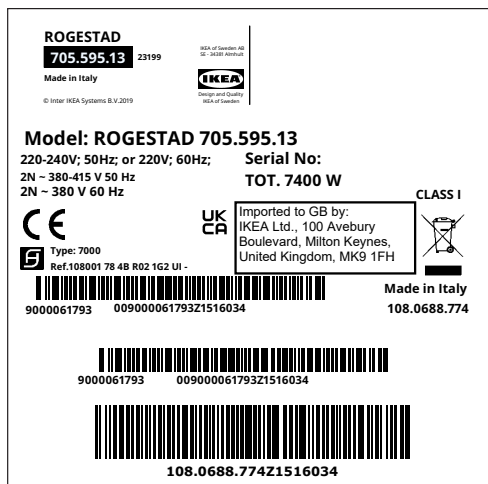 ROGESTAD
705.595.13 23199
Made in Italy
© Inter IKEA Systems B.V.2019
IKEA of Sweden AB
SE - 34381 Älmhult
IKEA
Design and Quality
IKEA of Sweden
Model: ROGESTAD 705.595.13
220-240V; 50Hz; or 220V; 60Hz;
2N ~ 380-415 V 50 Hz
2N ~ 380 V 60 Hz
Serial No:
TOT. 7400 W
CLASS I
CE
UK
CA
Imported to GB by:
IKEA Ltd., 100 Avebury
Boulevard, Milton Keynes,
United Kingdom, MK9 1FH
Type: 7000
Ref.108001 78 4B R02 1G2 UI -
Made in Italy
108.0688.774
9000061793 009000061793Z1516034
9000061793 009000061793Z1516034
108.0688.774Z1516034